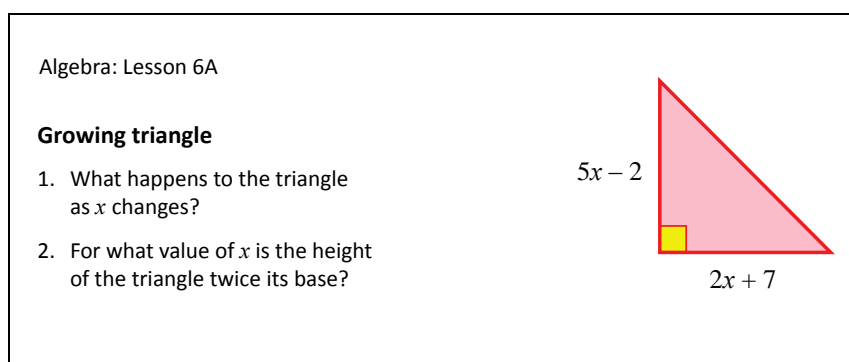 Algebra: Lesson 6A
Growing triangle
1. What happens to the triangle
as x changes?
2. For what value of x is the height
of the triangle twice its base?
5x – 2
2x + 7